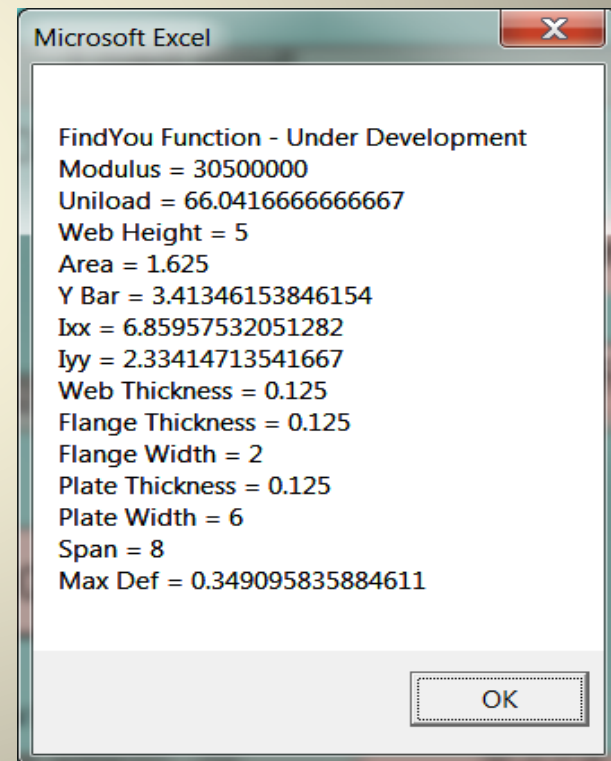 Microsoft Excel
FindYou Function - Under Development
Modulus = 30500000
Uniload = 66.0416666666667
Web Height = 5
Area = 1.625
Y Bar = 3.41346153846154
Ixx = 6.85957532051282
Iyy = 2.33414713541667
Web Thickness = 0.125
Flange Thickness = 0.125
Flange Width = 2
Plate Thickness = 0.125
Plate Width = 6
Span = 8
Max Def = 0.349095835884611
OK